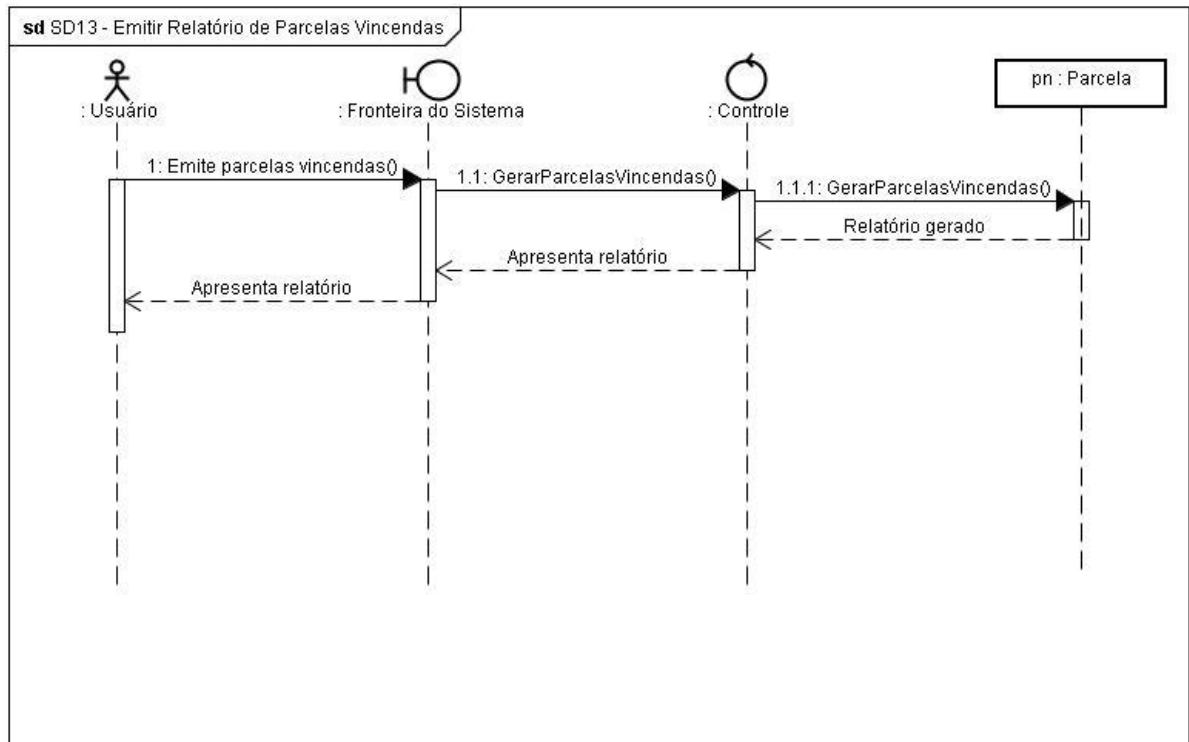 sd SD13 - Emitir Relatório de Parcelas Vincendas
: Usuário
: Fronteira do Sistema
: Controle
pn : Parcela
1: Emite parcelas vincendas()
1.1: GerarParcelasVincendas()
1.1.1: GerarParcelasVincendas()
Relatório gerado
Apresenta relatório
Apresenta relatório